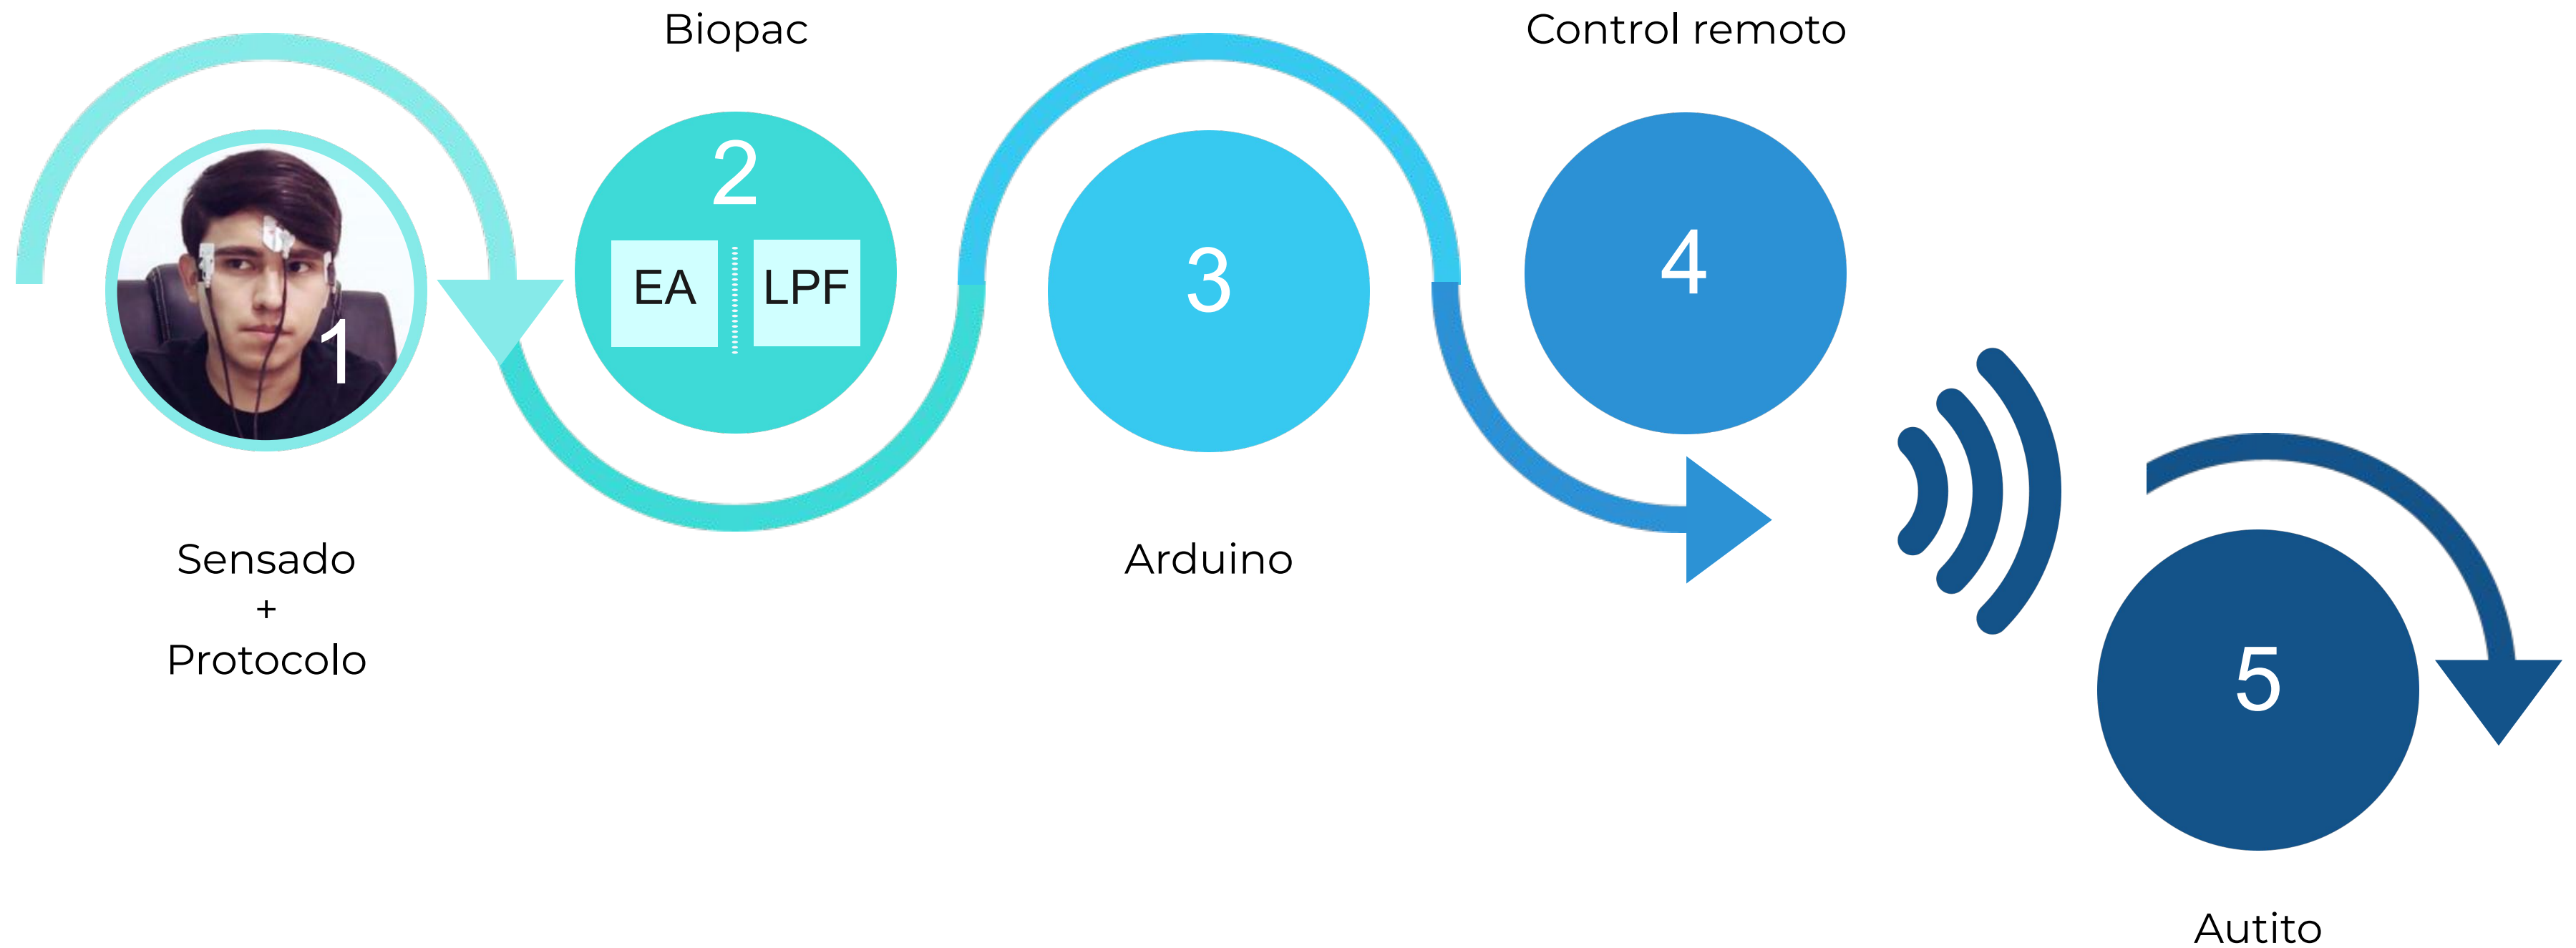 Biopac
Control remoto
1
2
EA
LPF
3
4
Sensado
+
Protocolo
Arduino
5
Autito